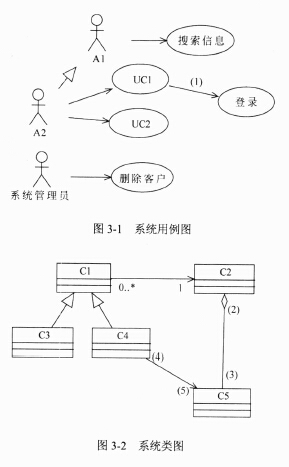 A1
搜索信息
A2
UC1
(1)
登录
UC2
系统管理员
删除客户
图 3-1 系统用例图
C1
C2
0..*
1
(2)
C3
C4
(4)
(3)
(5)
C5
图 3-2 系统类图